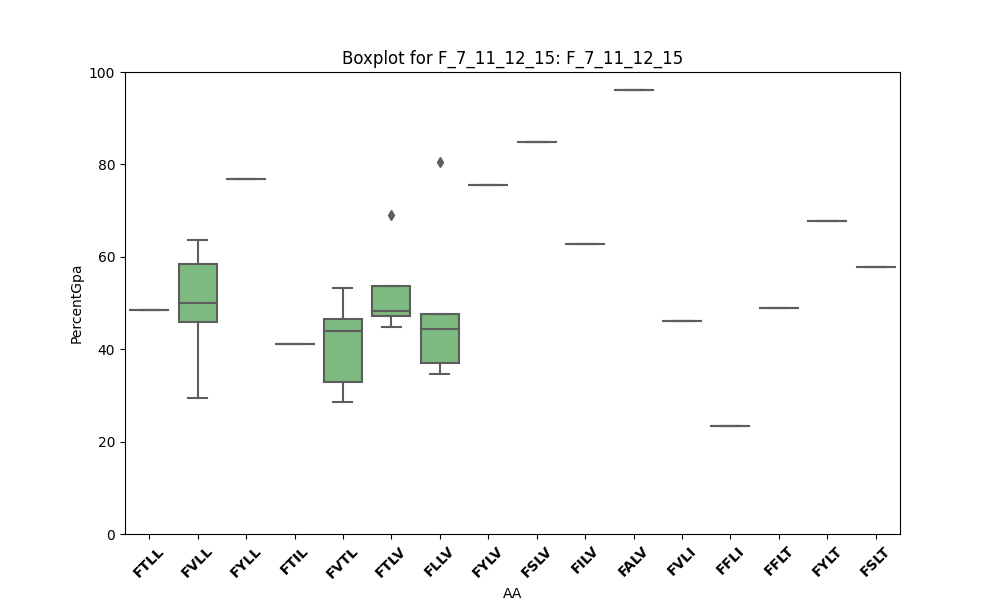 Boxplot for F_7_11_12_15: F_7_11_12_15
100
80
60
40
20
0
PercentGpa
FTLL FVLL FYLL FTIL FVTL FTLV FLLV FYLV FSLV FILV FALV FVLI FFLI FFLT FYLT FSLT
AA